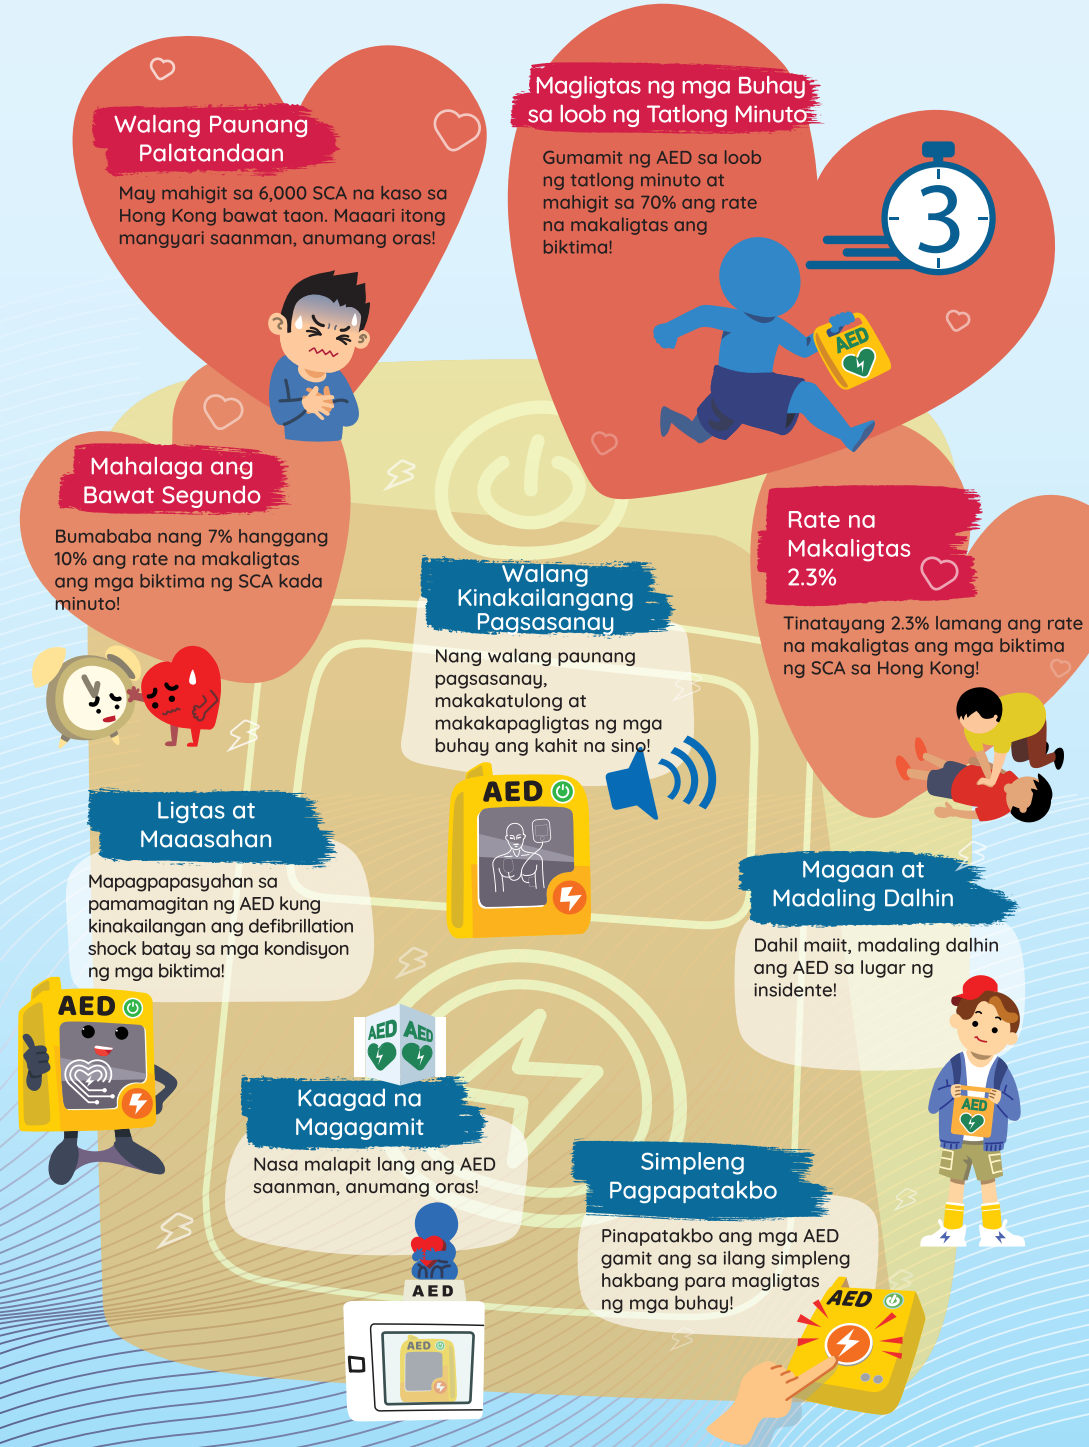 Walang Paunang
Palatandaan
May mahigit sa 6,000 SCA na kaso sa
Hong Kong bawat taon. Maaari itong
mangyari saanman, anumang oras!
Magligtas ng mga Buhay
sa loob ng Tatlong Minuto
Gumamit ng AED sa loob
ng tatlong minuto at
mahigit sa 70% ang rate
na makaligtas ang
biktima!
3
AED
Mahalaga ang
Bawat Segundo
Bumababa nang 7% hanggang
10% ang rate na makaligtas
ang mga biktima ng SCA kada
minuto!
Rate na
Makaligtas
2.3%
Tinatayang 2.3% lamang ang rate
na makaligtas ang mga biktima
ng SCA sa Hong Kong!
Walang
Kinakailangang
Pagsasanay
Nang walang paunang
pagsasanay,
makakatulong at
makakapagligtas ng mga
buhay ang kahit na sino!
AED
Ligtas at
Maaasahan
Mapagpapasyahan sa
pamamagitan ng AED kung
kinakailangan ang defibrillation
shock batay sa mga kondisyon
ng mga biktima!
AED
Magaan at
Madaling Dalhin
Dahil maiit, madaling dalhin
ang AED sa lugar ng
insidente!
AED
AED AED
Kaagad na
Magagamit
Nasa malapit lang ang AED
saanman, anumang oras!
AED
AED
Simpleng
Pagpapatakbo
Pinapatakbo ang mga AED
gamit ang sa ilang simpleng
hakbang para magligtas
ng mga buhay!
AED